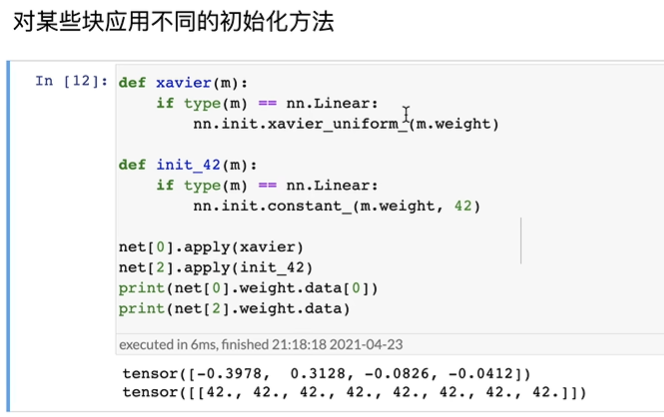 对某些块应用不同的初始化方法
In [12]: def xavier(m):
    if type(m) == nn.Linear:
        nn.init.xavier_uniform_(m.weight)
def init_42(m):
    if type(m) == nn.Linear:
        nn.init.constant_(m.weight, 42)
net[0].apply(xavier)
net[2].apply(init_42)
print(net[0].weight.data[0])
print(net[2].weight.data)
executed in 6ms, finished 21:18:18 2021-04-23
tensor([-0.3978,  0.3128, -0.0826, -0.0412])
tensor([[42., 42., 42., 42., 42., 42., 42., 42.]])